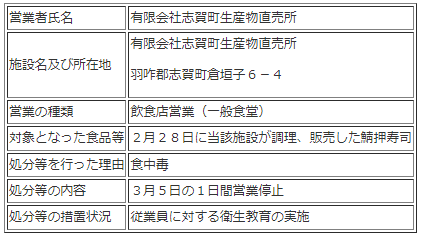 営業者氏名
有限会社志賀町生産物直売所
施設名及び所在地
有限会社志賀町生産物直売所
羽咋郡志賀町倉垣子６－４
営業の種類
飲食店営業（一般食堂）
対象となった食品等
２月２８日に当該施設が調理、販売した鯖押寿司
処分等を行った理由
食中毒
処分等の内容
３月５日の１日間営業停止
処分等の措置状況
従業員に対する衛生教育の実施